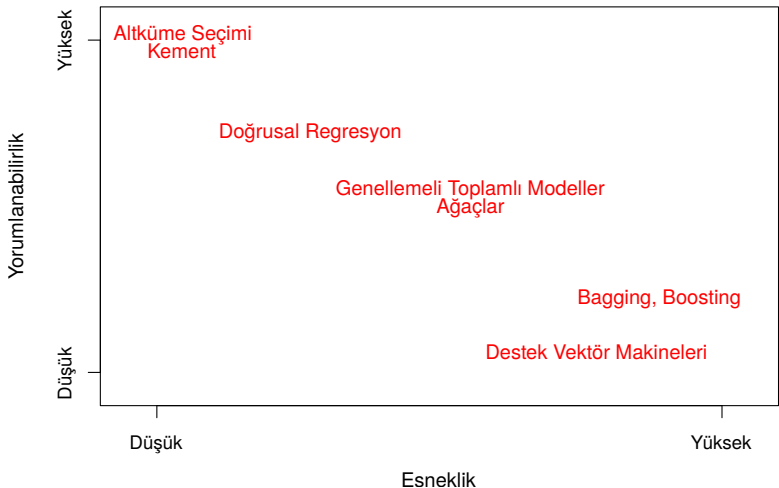 Yüksek
Altküme Seçimi
Kement
Doğrusal Regresyon
Yorumlanabilirlik
Genellemeli Toplamlı Modeller
Ağaçlar
Bagging, Boosting
Destek Vektör Makineleri
Düşük
Düşük
Yüksek
Esneklik